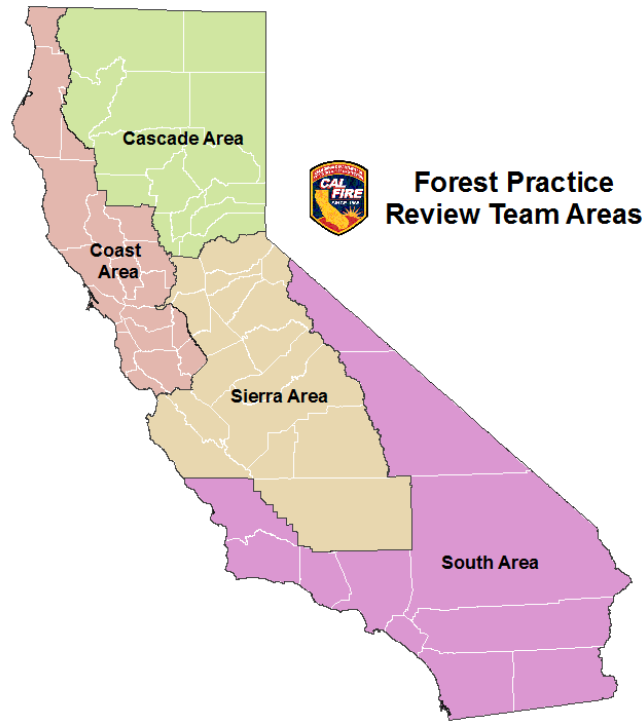 Forest Practice
Review Team Areas
CAL
FIRE
Cascade Area
Coast
Area
Sierra Area
South Area